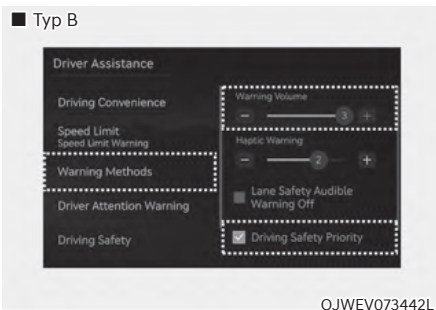 ■ Typ B
Driver Assistance
Driving Convenience
Speed Limit
Speed Limit Warning
Warning Methods
Driver Attention Warning
Driving Safety
Warning Volume
− 3 +
Haptic Warning
− 2 +
Lane Safety Audible
Warning Off
Driving Safety Priority
OJWEV073442L